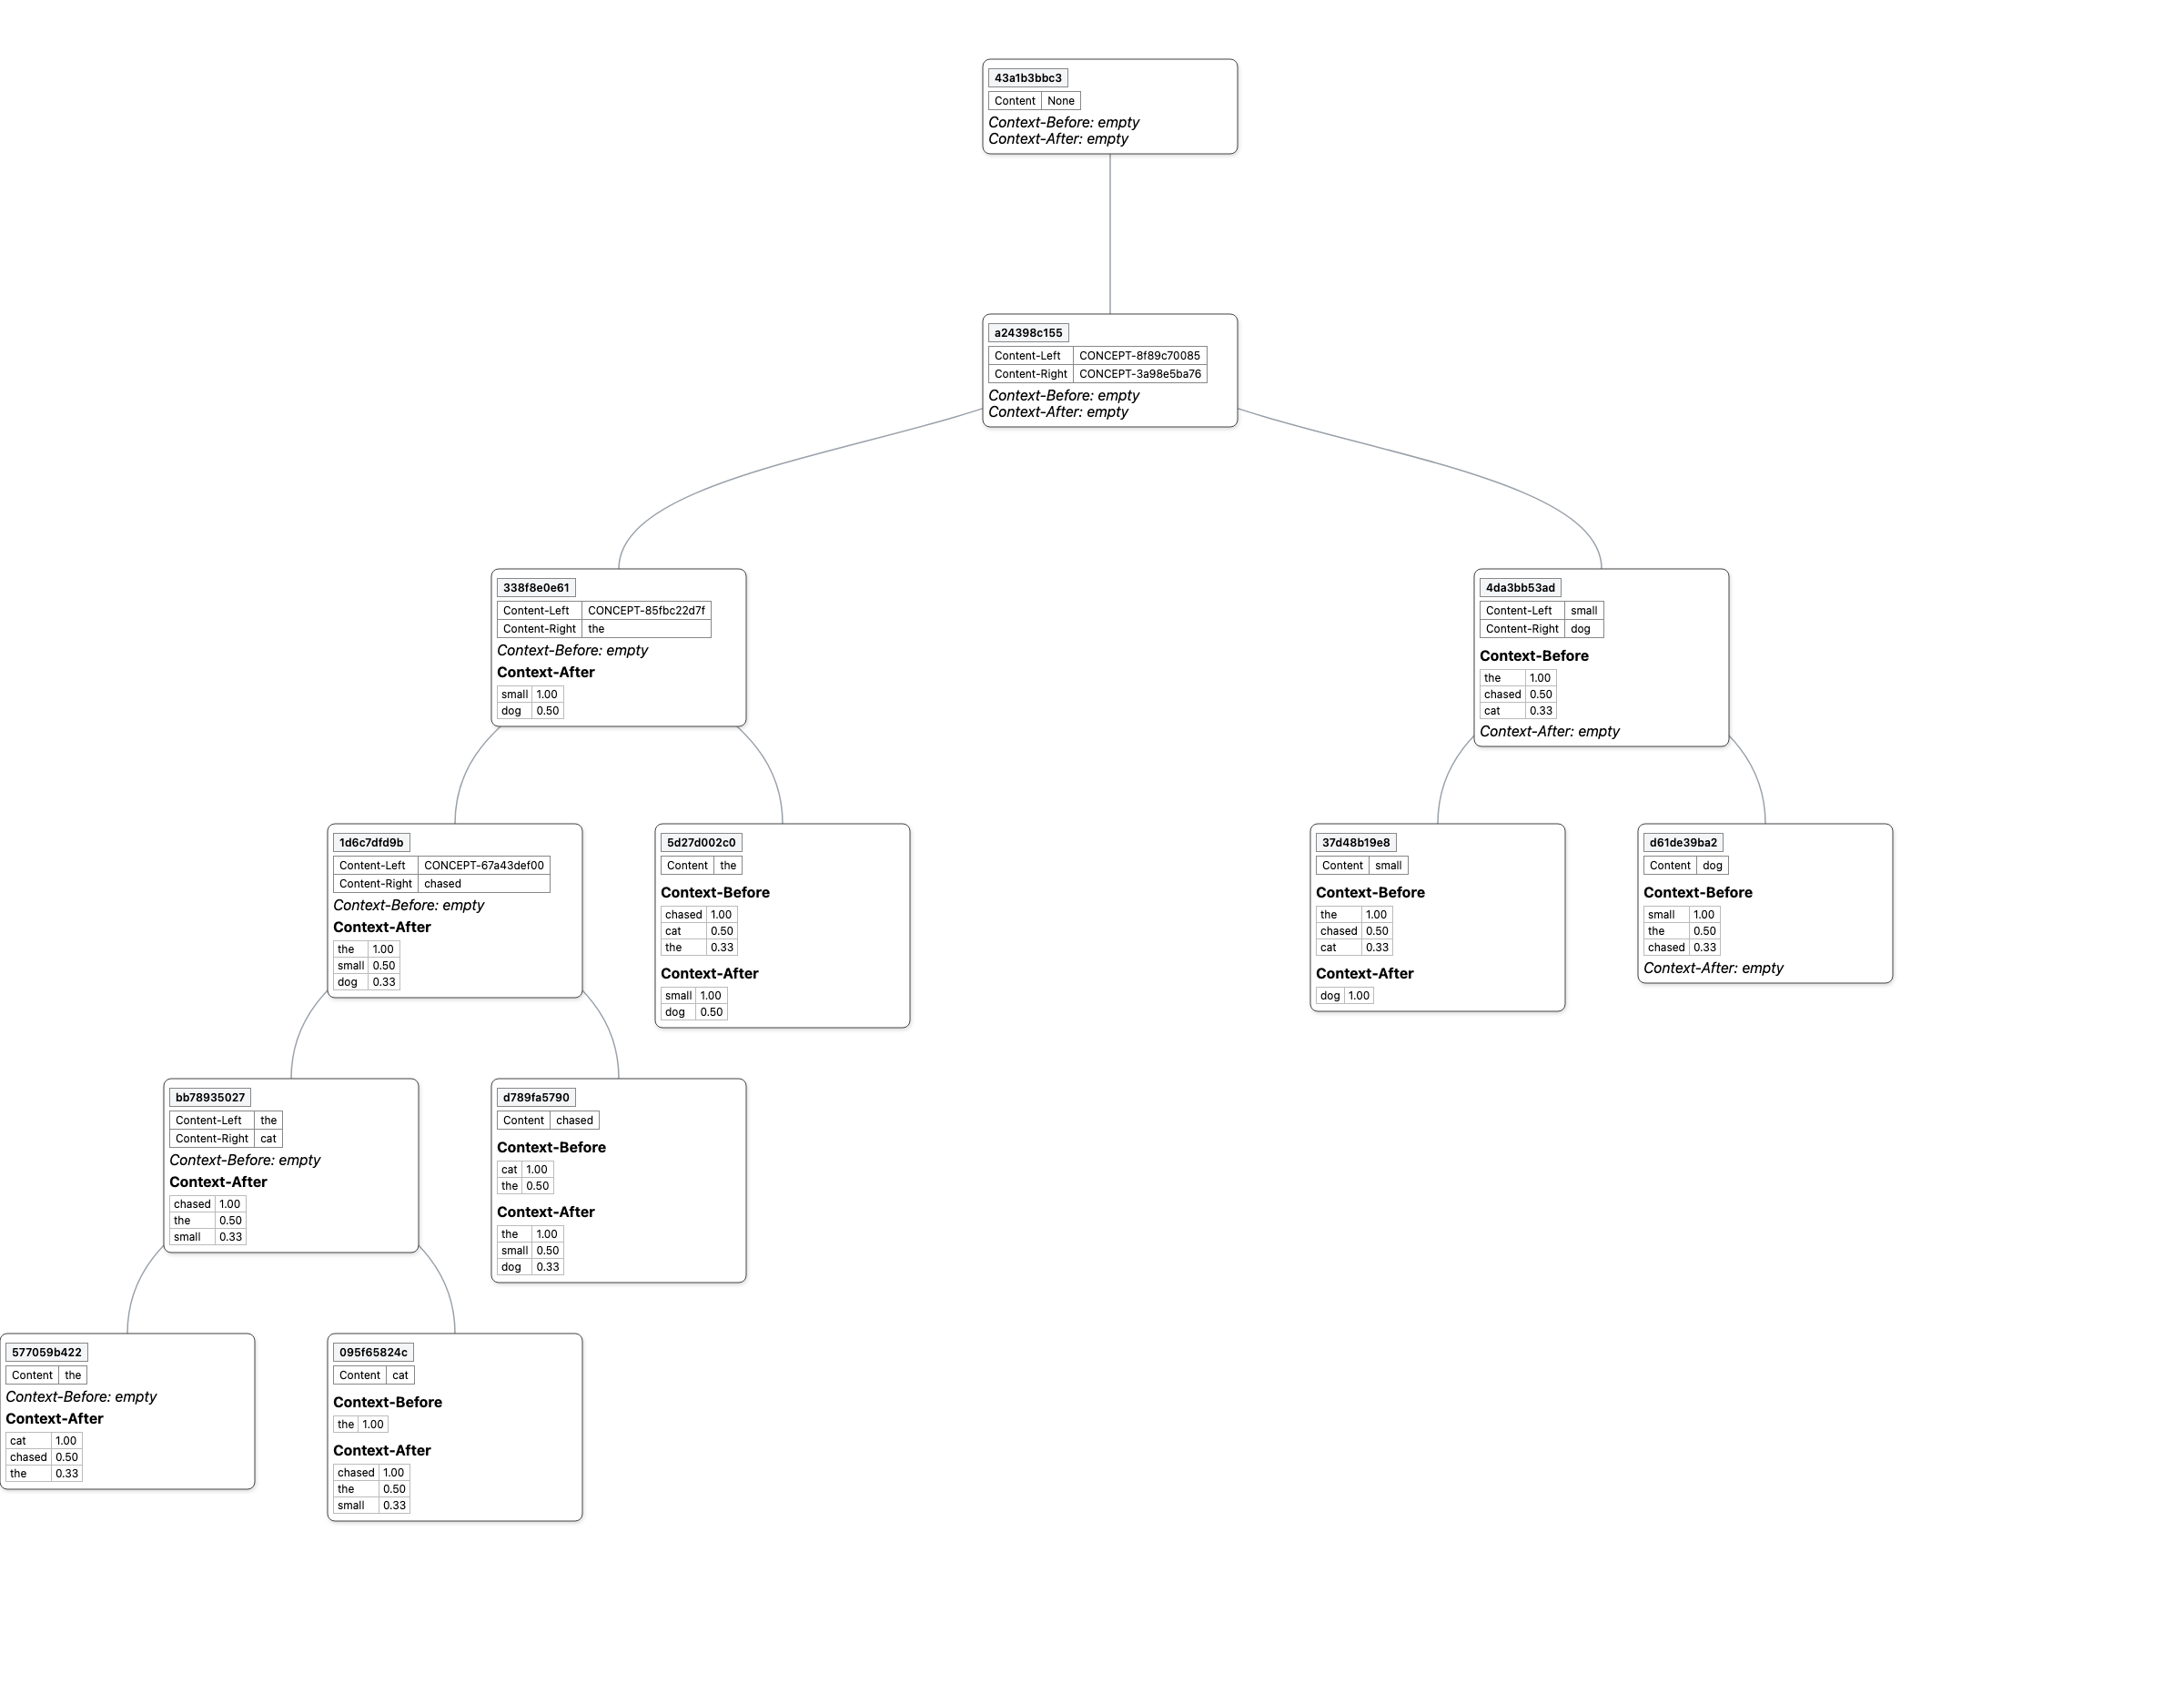 43a1b3bbc3
Content None
Context-Before: empty
Context-After: empty
a24398c155
Content-Left CONCEPT-8f89c70085
Content-Right CONCEPT-3a98e5ba76
Context-Before: empty
Context-After: empty
338f8e0e61
Content-Left CONCEPT-85fbc22d7f
Content-Right the
Context-Before: empty
Context-After
small 1.00
dog 0.50
4da3bb53ad
Content-Left small
Content-Right dog
Context-Before
the 1.00
chased 0.50
cat 0.33
Context-After: empty
1d6c7dfd9b
Content-Left CONCEPT-67a43def00
Content-Right chased
Context-Before: empty
Context-After
the 1.00
small 0.50
dog 0.33
5d27d002c0
Content the
Context-Before
chased 1.00
cat 0.50
the 0.33
Context-After
small 1.00
dog 0.50
37d48b19e8
Content small
Context-Before
the 1.00
chased 0.50
cat 0.33
Context-After
dog 1.00
d61de39ba2
Content dog
Context-Before
small 1.00
the 0.50
chased 0.33
Context-After: empty
bb78935027
Content-Left the
Content-Right cat
Context-Before: empty
Context-After
chased 1.00
the 0.50
small 0.33
d789fa5790
Content chased
Context-Before
cat 1.00
the 0.50
Context-After
the 1.00
small 0.50
dog 0.33
577059b422
Content the
Context-Before: empty
Context-After
cat 1.00
chased 0.50
the 0.33
095f65824c
Content cat
Context-Before
the 1.00
Context-After
chased 1.00
the 0.50
small 0.33